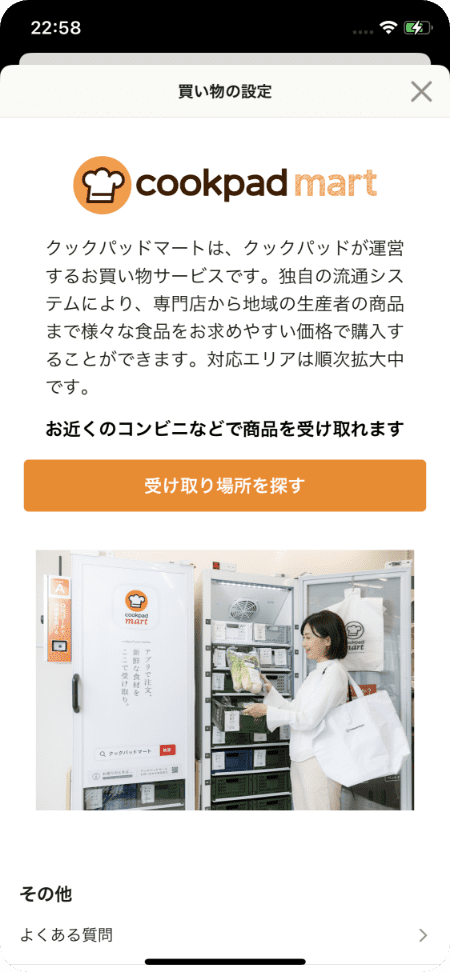 22:58
買い物の設定
cookpad mart
クックパッドマートは、クックパッドが運営
するお買い物サービスです。独自の流通シス
テムにより、専門店から地域の生産者の商品
まで様々な食品をお求めやすい価格で購入す
ることができます。対応エリアは順次拡大中
です。
お近くのコンビニなどで商品を受け取れます
受け取り場所を探す
A
cookpad
mart
アプリで注文、
新鮮な食材を
ここで受け取り。
クックパッドマート
検索
cookpad
mart
その他
よくある質問